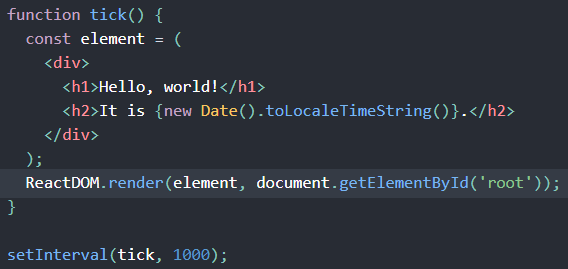 function tick() {
  const element = (
    <div>
      <h1>Hello, world!</h1>
      <h2>It is {new Date().toLocaleTimeString()}.</h2>
    </div>
  );
  ReactDOM.render(element, document.getElementById('root'));
}

setInterval(tick, 1000);